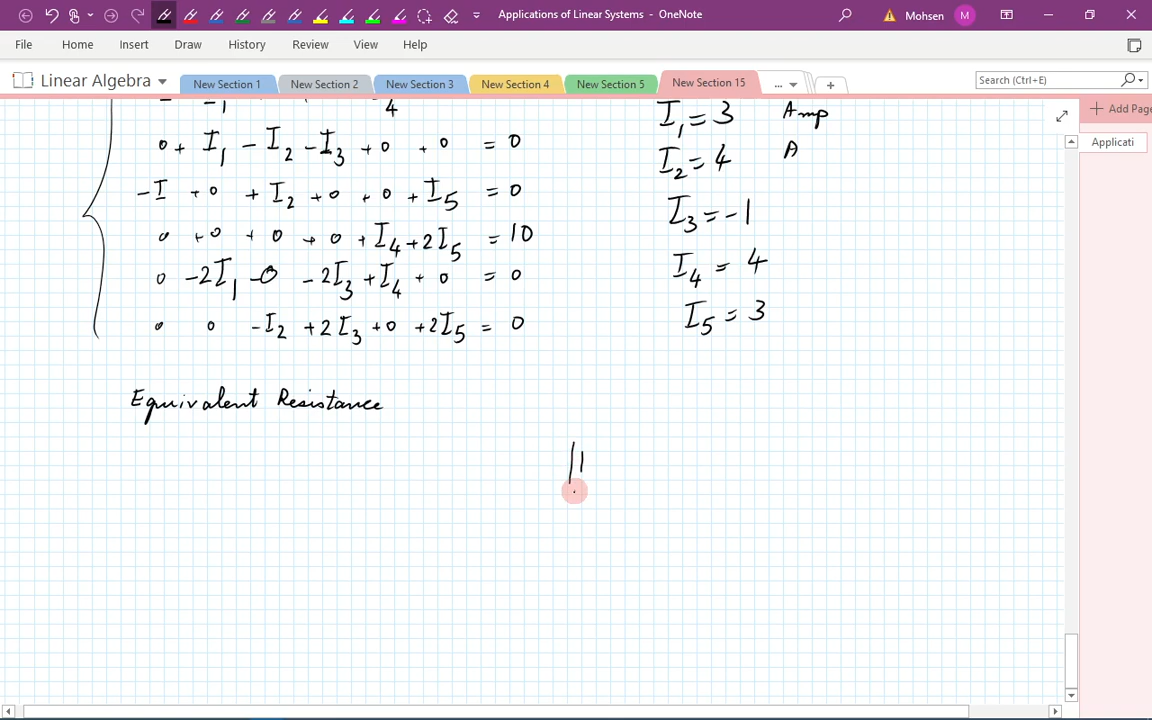 Applications of Linear Systems - OneNote
Mohsen
M
File Home Insert Draw History Review View Help
Linear Algebra
New Section 1
New Section 2
New Section 3
New Section 4
New Section 5
New Section 15
...
+
Search (Ctrl+E)
Add Page
Applicati
0 + I₁ - I₂ - I₃ + 0 + 0 = 0
-I + 0 + I₂ + 0 + 0 + I₅ = 0
0 + 0 + 0 + 0 + I₄ + 2I₅ = 10
0 - 2I₁ - 0 - 2I₃ + I₄ + 0 = 0
0 0 - I₂ + 2I₃ + 0 + 2I₅ = 0
I₁ = 3 Amp
I₂ = 4 A
I₃ = -1
I₄ = 4
I₅ = 3
Equivalent Resistance